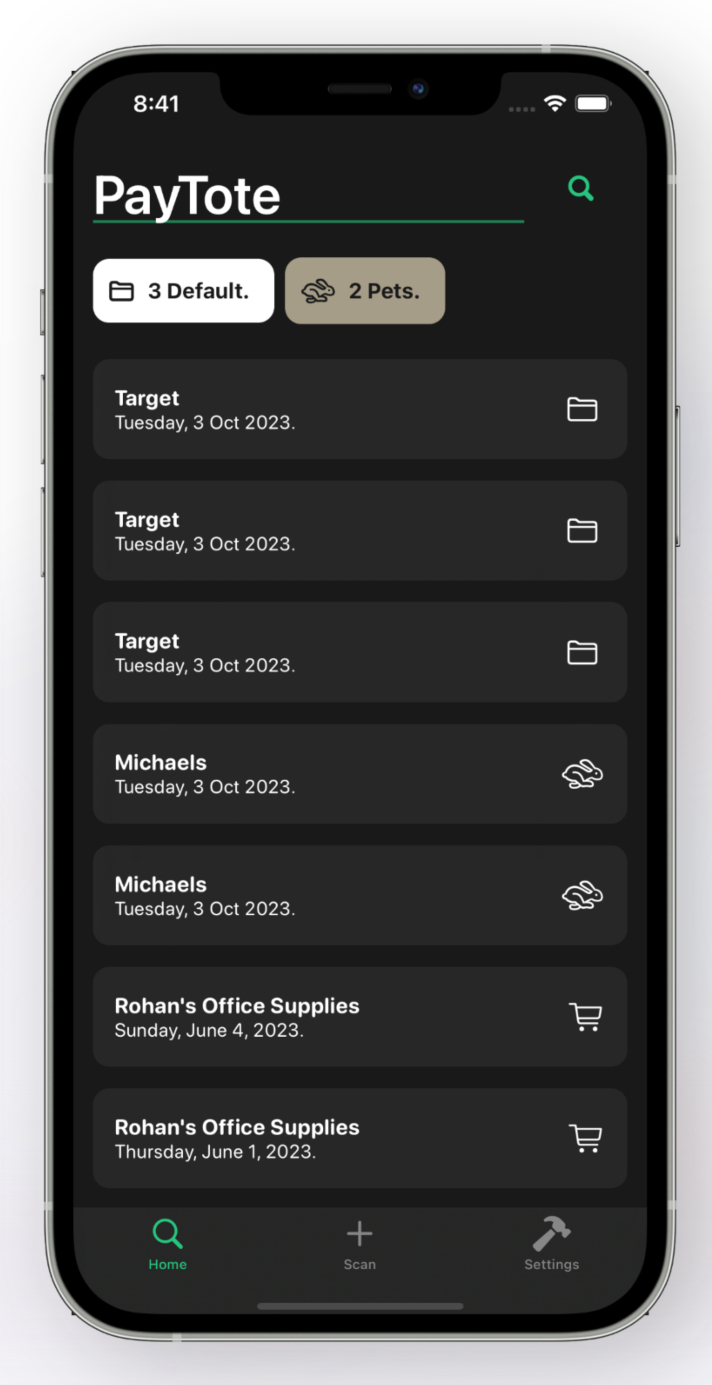 8:41
PayTote
3 Default.
2 Pets.
Target
Tuesday, 3 Oct 2023.
Target
Tuesday, 3 Oct 2023.
Target
Tuesday, 3 Oct 2023.
Michaels
Tuesday, 3 Oct 2023.
Michaels
Tuesday, 3 Oct 2023.
Rohan's Office Supplies
Sunday, June 4, 2023.
Rohan's Office Supplies
Thursday, June 1, 2023.
Home
Scan
Settings